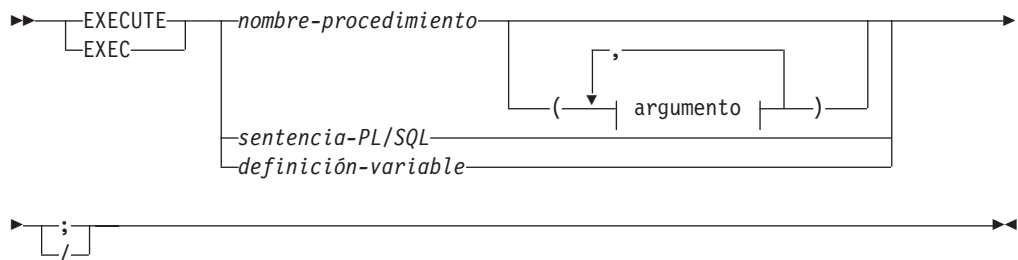 EXECUTE nombre-procedimiento
EXEC
,
( argumento )
sentencia-PL/SQL
definición-variable
;
/